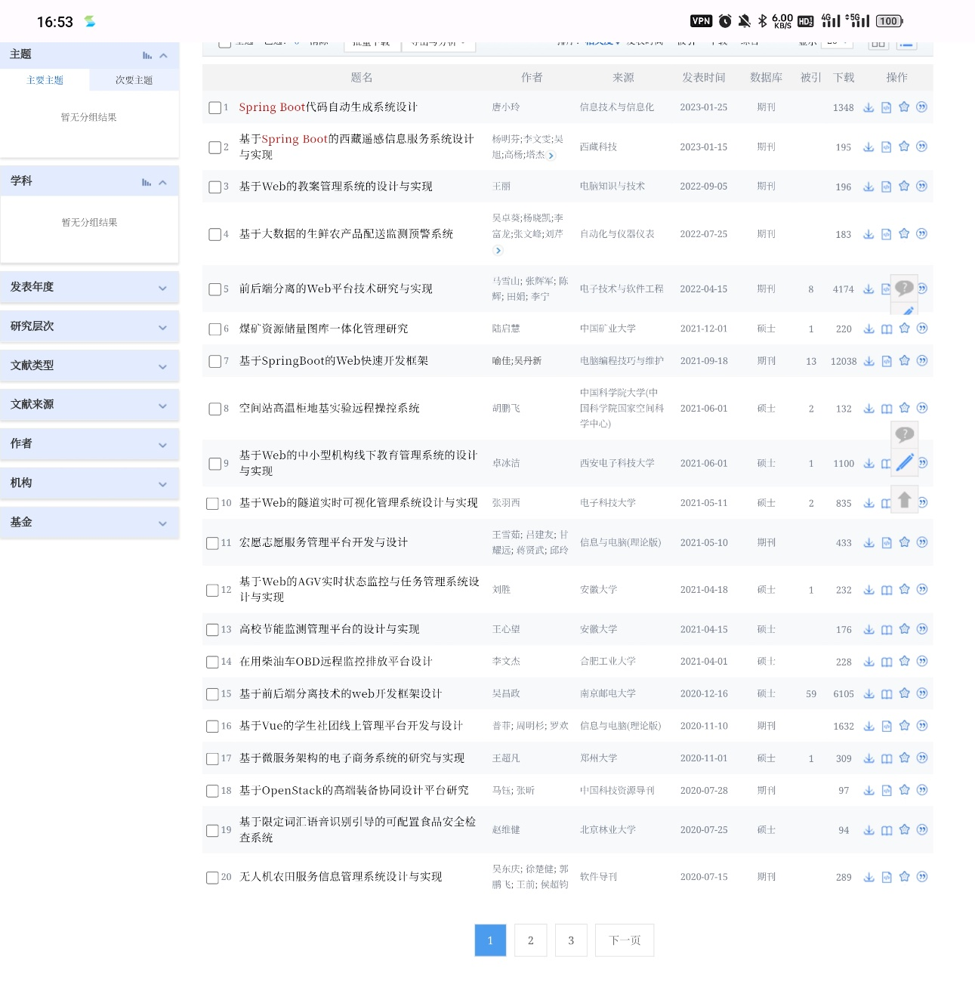 16:53
VPN
6.00
KB/S
HD2
4G
5G
100
主题
主要主题 次要主题
暂无分组结果
学科
暂无分组结果
发表年度
研究层次
文献类型
文献来源
作者
机构
基金
题名 作者 来源 发表时间 数据库 被引 下载 操作
1 Spring Boot代码自动生成系统设计 唐小玲 信息技术与信息化 2023-01-25 期刊 1348
2 基于Spring Boot的西藏遥感信息服务系统设计 杨明芬;李文雯;吴 西藏科技 2023-01-15 期刊 195
与实现 旭;高杨;塔杰
3 基于Web的教案管理系统的设计与实现 王丽 电脑知识与技术 2022-09-05 期刊 196
4 基于大数据的生鲜农产品配送监测预警系统 吴卓葵;杨晓凯;李 自动化与仪器仪表 2022-07-25 期刊 183
富龙;张文峰;刘芹
5 前后端分离的Web平台技术研究与实现 马雪山; 张辉军; 陈 电子技术与软件工程 2022-04-15 期刊 8 4174
辉; 田娟; 李宁
6 煤矿资源储量图库一体化管理研究 陆启慧 中国矿业大学 2021-12-01 硕士 1 220
7 基于SpringBoot的Web快速开发框架 喻佳;吴丹新 电脑编程技巧与维护 2021-09-18 期刊 13 12038
8 空间站高温柜地基实验远程操控系统 胡鹏飞 中国科学院大学(中 2021-06-01 硕士 2 132
国科学院国家空间科
学中心)
9 基于Web的中小型机构线下教育管理系统的设计 卓冰洁 西安电子科技大学 2021-06-01 硕士 1 1100
与实现
10 基于Web的隧道实时可视化管理系统设计与实现 张羽西 电子科技大学 2021-05-11 硕士 2 835
11 宏愿志愿服务管理平台开发与设计 王雪茹; 吕建友; 甘 信息与电脑(理论版) 2021-05-10 期刊 433
耀远; 蒋贤武; 邱玲
12 基于Web的AGV实时状态监控与任务管理系统设 刘胜 安徽大学 2021-04-18 硕士 1 232
计与实现
13 高校节能监测管理平台的设计与实现 王心望 安徽大学 2021-04-15 硕士 176
14 在用柴油车OBD远程监控排放平台设计 李文杰 合肥工业大学 2021-04-01 硕士 228
15 基于前后端分离技术的web开发框架设计 吴昌政 南京邮电大学 2020-12-16 硕士 59 6105
16 基于Vue的学生社团线上管理平台开发与设计 普菲; 周明杉; 罗欢 信息与电脑(理论版) 2020-11-10 期刊 1632
17 基于微服务架构的电子商务系统的研究与实现 王超凡 郑州大学 2020-11-01 硕士 1 309
18 基于OpenStack的高端装备协同设计平台研究 马钰; 张昕 中国科技资源导刊 2020-07-28 期刊 97
19 基于限定词汇语音识别引导的可配置食品安全检 赵维健 北京林业大学 2020-07-25 硕士 94
查系统
20 无人机农田服务信息管理系统设计与实现 吴东庆; 徐楚健; 郭 软件导刊 2020-07-15 期刊 289
鹏飞; 王前; 侯超钧
1 2 3 下一页